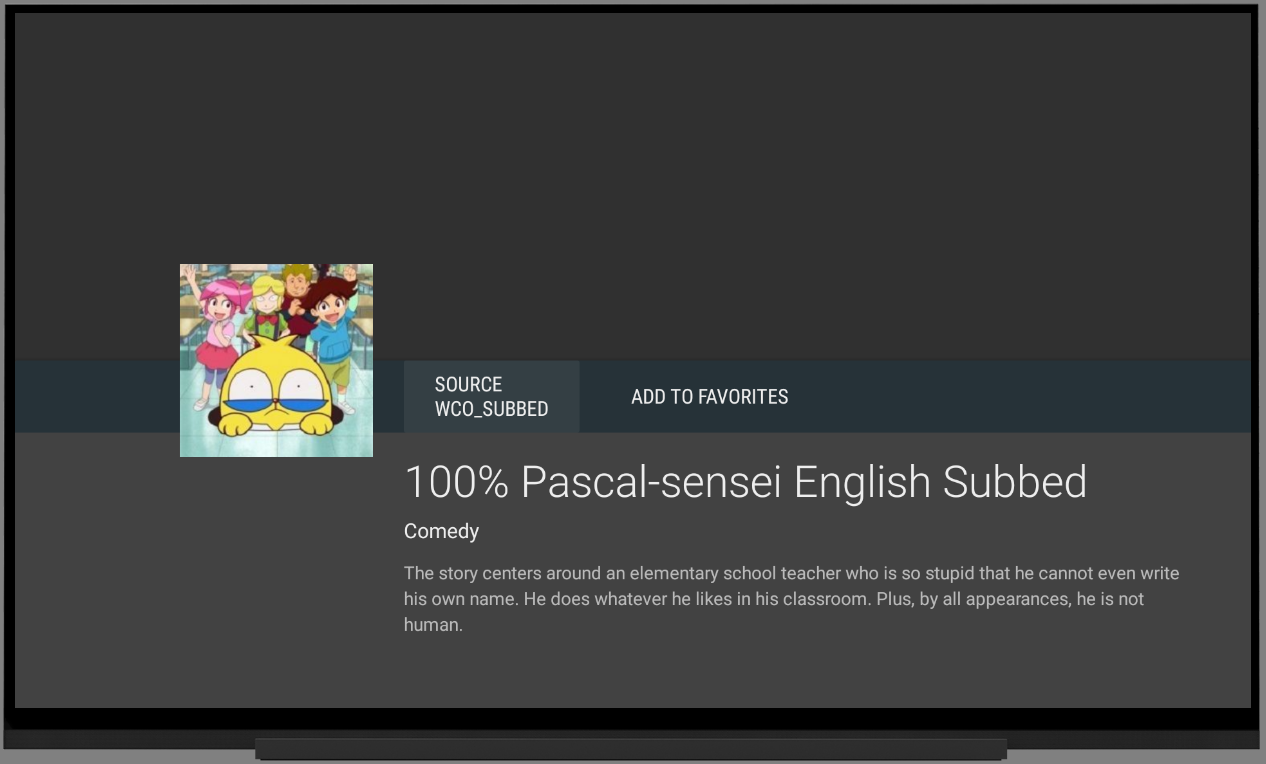 SOURCE
WCO_SUBBED
ADD TO FAVORITES
100% Pascal-sensei English Subbed
Comedy
The story centers around an elementary school teacher who is so stupid that he cannot even write
his own name. He does whatever he likes in his classroom. Plus, by all appearances, he is not
human.